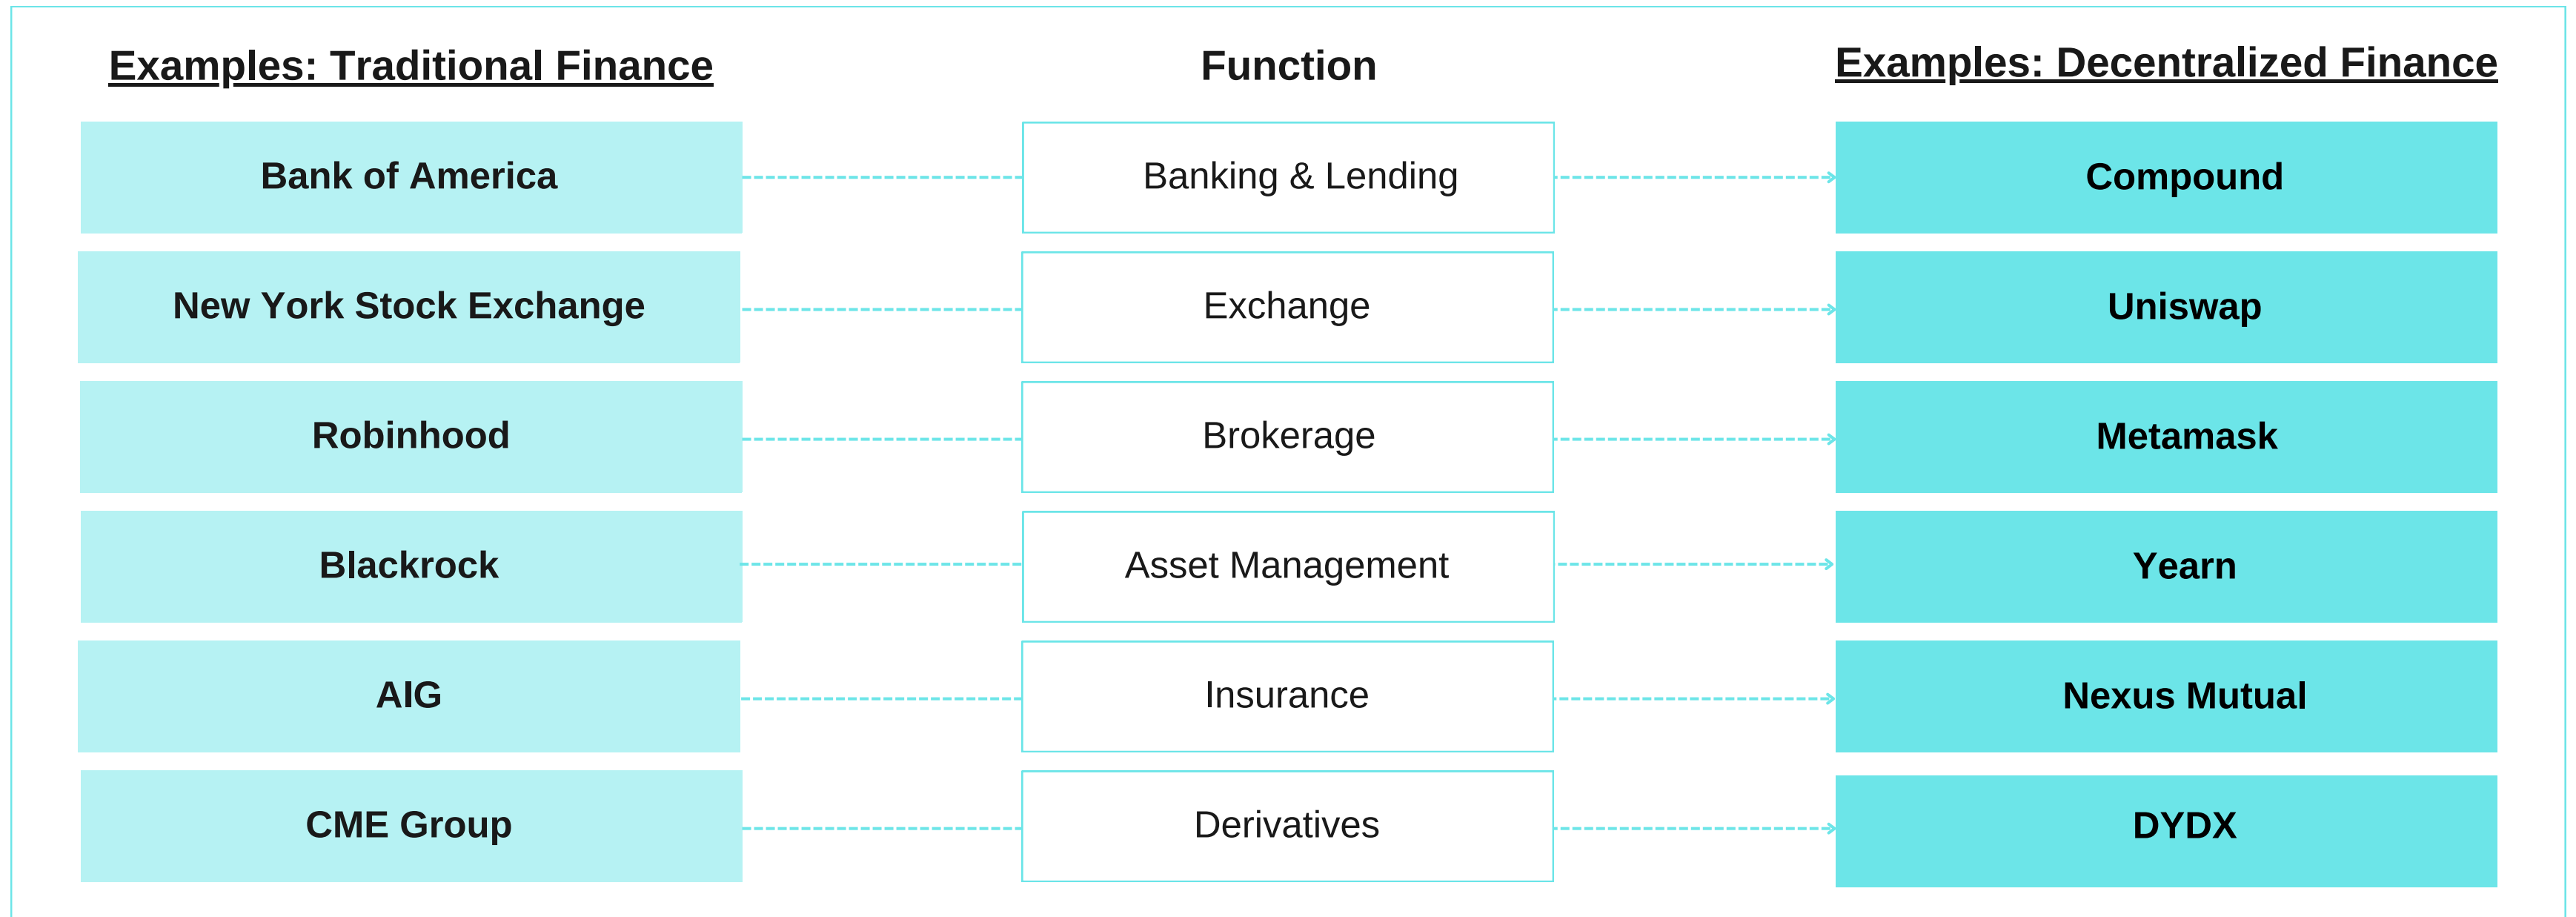 Examples: Traditional Finance
Function
Examples: Decentralized Finance
Bank of America
Banking & Lending
Compound
New York Stock Exchange
Exchange
Uniswap
Robinhood
Brokerage
Metamask
Blackrock
Asset Management
Yearn
AIG
Insurance
Nexus Mutual
CME Group
Derivatives
DYDX